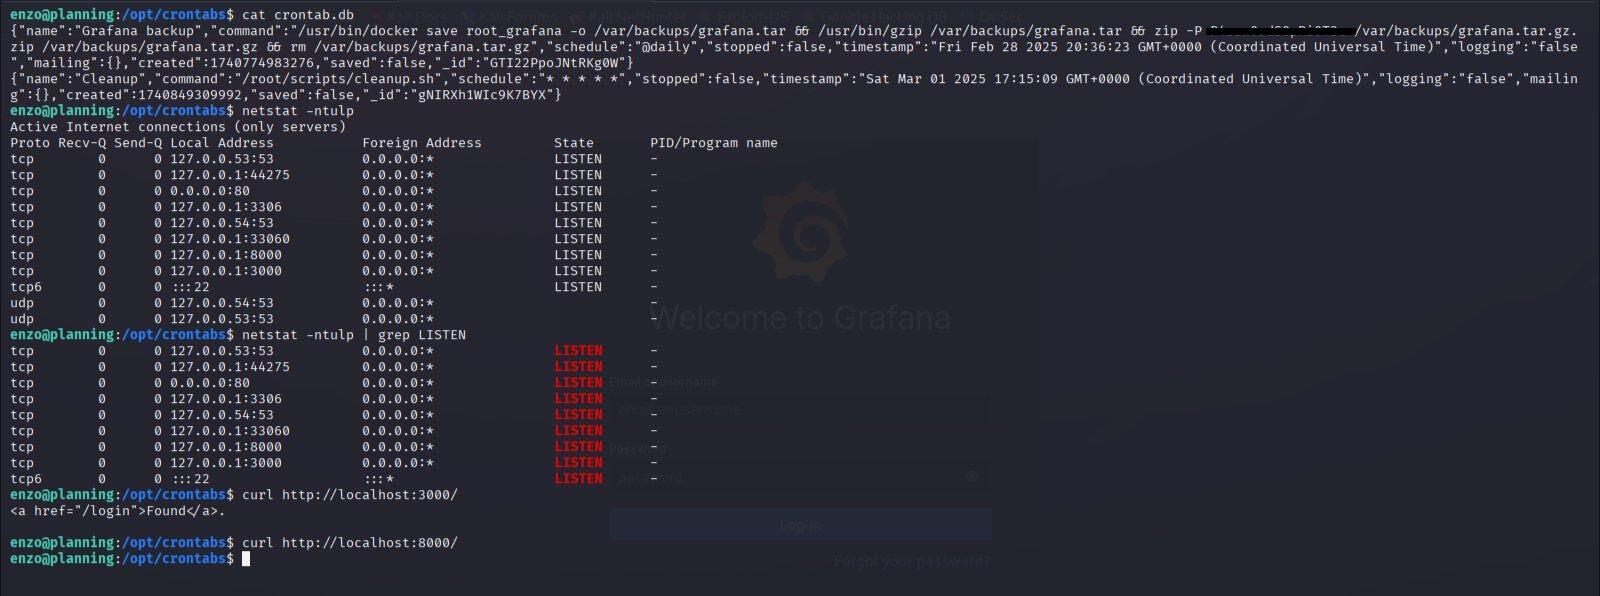 enzo@planning:/opt/crontabs$ cat crontab.db
Kali Docs Kali Forums Kali NetHunter Exploit-DB Google Hacking DB OffSec
{"name":"Grafana backup","command":"/usr/bin/docker save root_grafana -o /var/backups/grafana.tar && /usr/bin/gzip /var/backups/grafana.tar && zip -P /var/backups/grafana.tar.gz.
zip /var/backups/grafana.tar.gz && rm /var/backups/grafana.tar.gz","schedule":"@daily","stopped":false,"timestamp":"Fri Feb 28 2025 20:36:23 GMT+0000 (Coordinated Universal Time)","logging":"false"
,"mailing":{},"created":1740774983276,"saved":false,"_id":"GTI22PpoJNtRKg0W"}
{"name":"Cleanup","command":"/root/scripts/cleanup.sh","schedule":"* * * * *","stopped":false,"timestamp":"Sat Mar 01 2025 17:15:09 GMT+0000 (Coordinated Universal Time)","logging":"false","mailin
g":{},"created":1740849309992,"saved":false,"_id":"gNIRXh1WIc9K7BYX"}
enzo@planning:/opt/crontabs$ netstat -ntulp
Active Internet connections (only servers)
Proto Recv-Q Send-Q Local Address Foreign Address State PID/Program name
tcp 0 0 127.0.0.53:53 0.0.0.0:* LISTEN -
tcp 0 0 127.0.0.1:44275 0.0.0.0:* LISTEN -
tcp 0 0 0.0.0.0:80 0.0.0.0:* LISTEN -
tcp 0 0 127.0.0.1:3306 0.0.0.0:* LISTEN -
tcp 0 0 127.0.0.54:53 0.0.0.0:* LISTEN -
tcp 0 0 127.0.0.1:33060 0.0.0.0:* LISTEN -
tcp 0 0 127.0.0.1:8000 0.0.0.0:* LISTEN -
tcp 0 0 127.0.0.1:3000 0.0.0.0:* LISTEN -
tcp6 0 0 :::22 :::* LISTEN -
udp 0 0 127.0.0.54:53 0.0.0.0:* -
udp 0 0 127.0.0.53:53 0.0.0.0:* -
Welcome to Grafana
enzo@planning:/opt/crontabs$ netstat -ntulp | grep LISTEN
tcp 0 0 127.0.0.53:53 0.0.0.0:* LISTEN -
tcp 0 0 127.0.0.1:44275 0.0.0.0:* LISTEN -
tcp 0 0 0.0.0.0:80 0.0.0.0:* LISTEN -
Email or username
tcp 0 0 127.0.0.1:3306 0.0.0.0:* LISTEN -
tcp 0 0 127.0.0.54:53 0.0.0.0:* LISTEN -
email or username
tcp 0 0 127.0.0.1:33060 0.0.0.0:* LISTEN -
tcp 0 0 127.0.0.1:8000 0.0.0.0:* LISTEN -
Password
tcp 0 0 127.0.0.1:3000 0.0.0.0:* LISTEN -
tcp6 0 0 :::22 :::* LISTEN -
password
enzo@planning:/opt/crontabs$ curl http://localhost:3000/
<a href="/login">Found</a>.
Log in
enzo@planning:/opt/crontabs$ curl http://localhost:8000/
enzo@planning:/opt/crontabs$
Forgot your password?